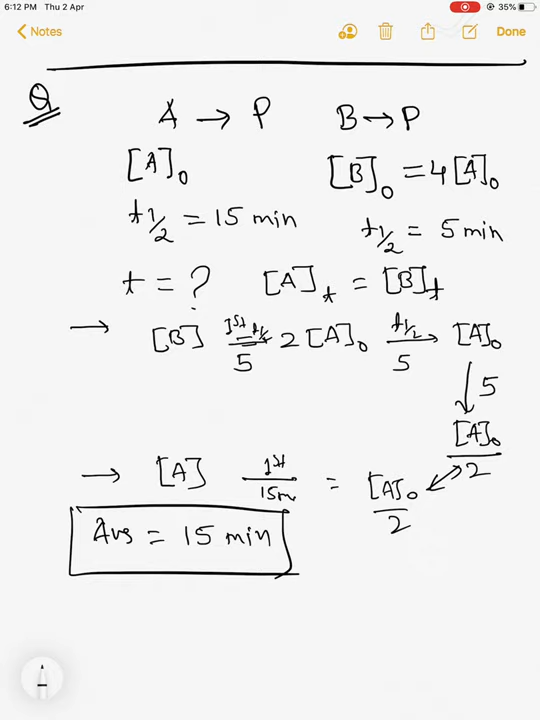 6:12 PM Thu 2 Apr 35%
Notes Done
Q
A → P B → P
[A]₀ [B]₀ = 4[A]₀
t1/2 = 15 min t1/2 = 5 min
t = ? [A]t = [B]t
→ [B] 1st t1/2 / 5 2[A]₀ t1/2 / 5 → [A]₀
↓ 5
[A]₀/2
→ [A] 1st / 15m = [A]₀/2
Ans = 15 min